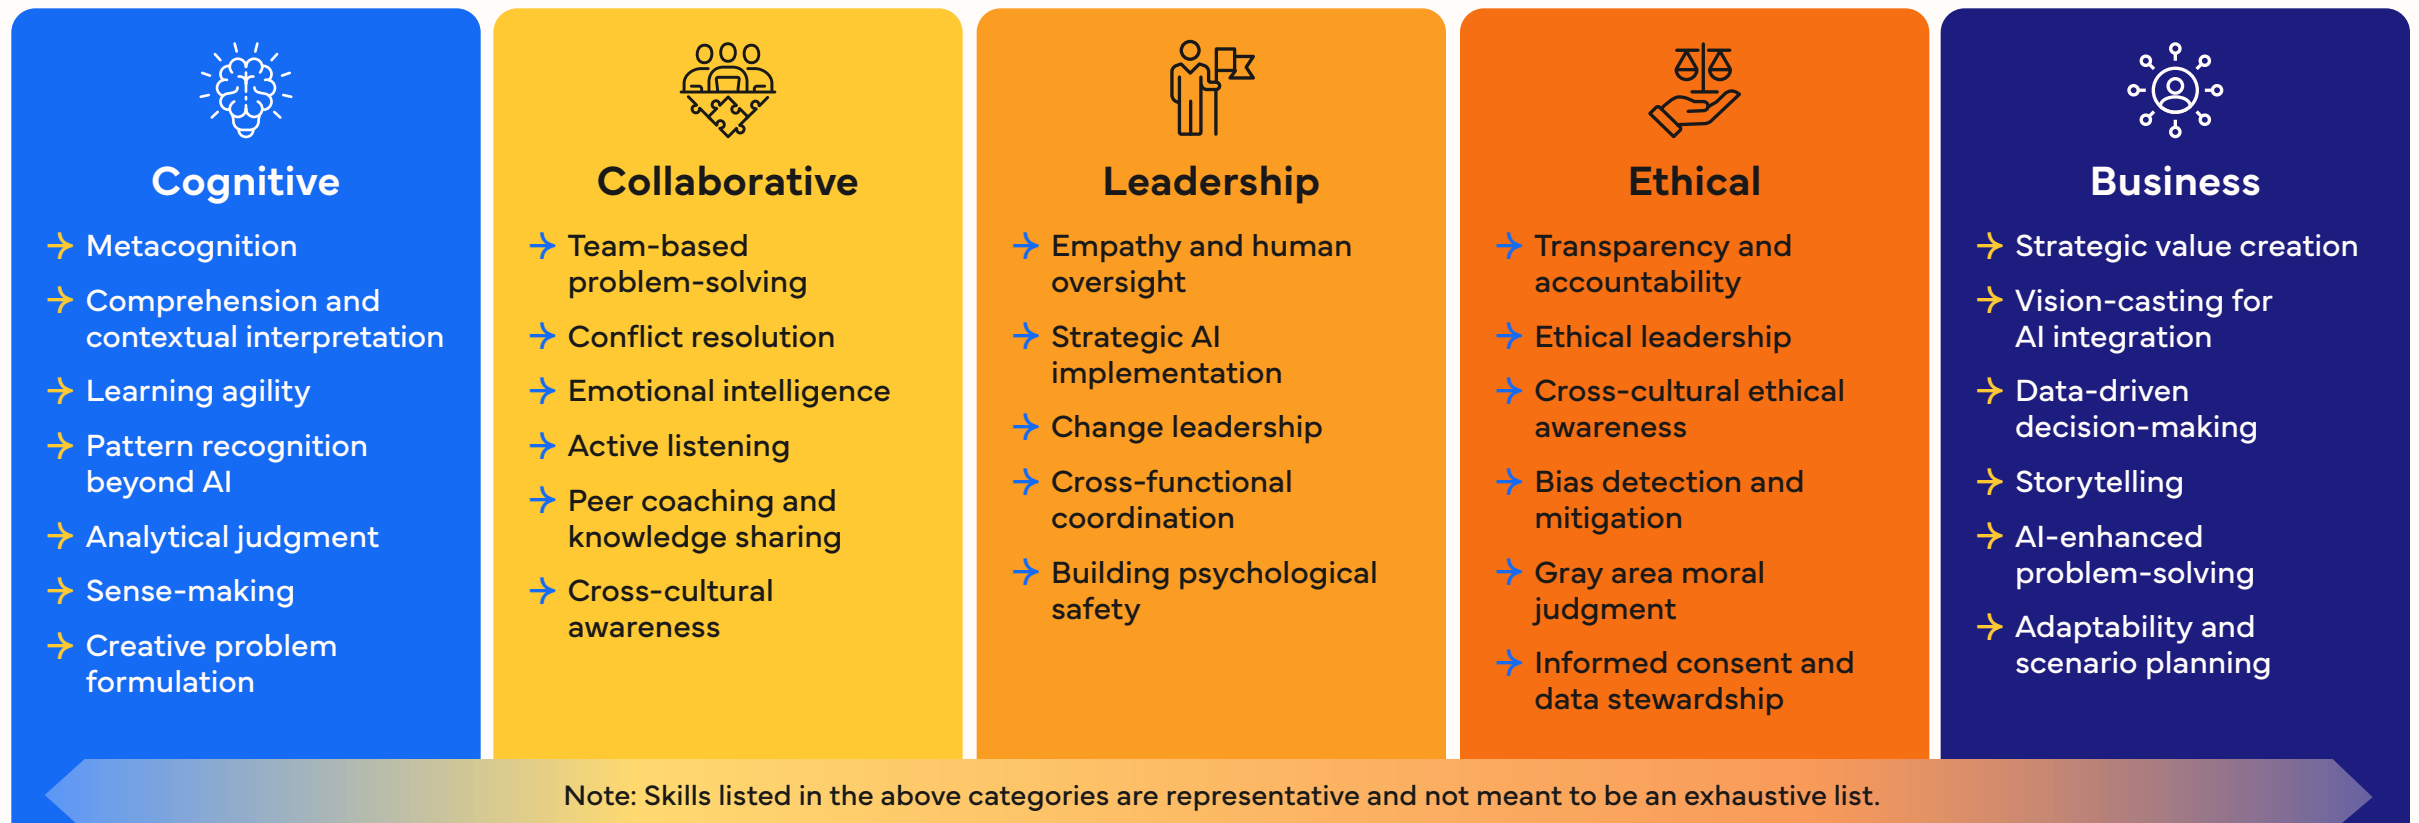 Cognitive
Metacognition
Comprehension and
contextual interpretation
Learning agility
Pattern recognition
beyond AI
Analytical judgment
Sense-making
Creative problem
formulation
Collaborative
Team-based
problem-solving
Conflict resolution
Emotional intelligence
Active listening
Peer coaching and
knowledge sharing
Cross-cultural
awareness
Leadership
Empathy and human
oversight
Strategic AI
implementation
Change leadership
Cross-functional
coordination
Building psychological
safety
Ethical
Transparency and
accountability
Ethical leadership
Cross-cultural ethical
awareness
Bias detection and
mitigation
Gray area moral
judgment
Informed consent and
data stewardship
Business
Strategic value creation
Vision-casting for
AI integration
Data-driven
decision-making
Storytelling
AI-enhanced
problem-solving
Adaptability and
scenario planning
Note: Skills listed in the above categories are representative and not meant to be an exhaustive list.